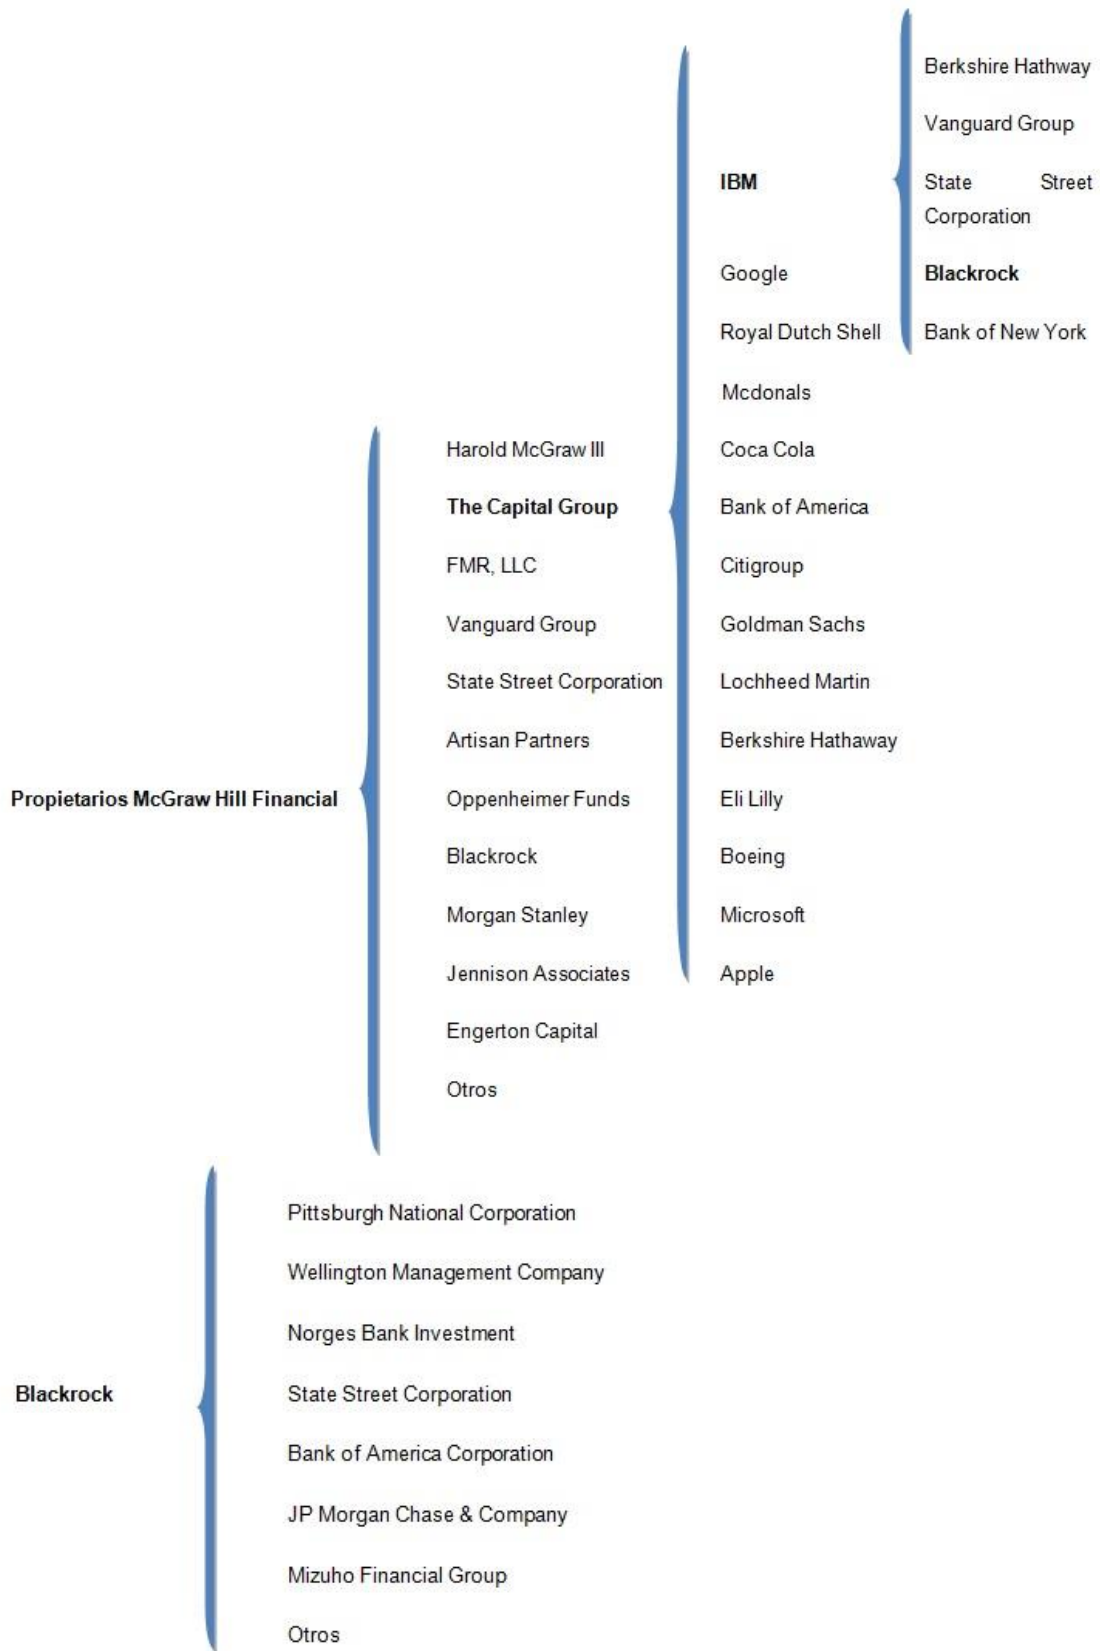 Berkshire Hathway
Vanguard Group
IBM
State Street
Corporation
Google
Blackrock
Royal Dutch Shell
Bank of New York
Mcdonals
Harold McGraw III
Coca Cola
The Capital Group
Bank of America
FMR, LLC
Citigroup
Vanguard Group
Goldman Sachs
State Street Corporation
Lochheed Martin
Artisan Partners
Berkshire Hathaway
Propietarios McGraw Hill Financial
Oppenheimer Funds
Eli Lilly
Blackrock
Boeing
Morgan Stanley
Microsoft
Jennison Associates
Apple
Engerton Capital
Otros
Pittsburgh National Corporation
Wellington Management Company
Norges Bank Investment
Blackrock
State Street Corporation
Bank of America Corporation
JP Morgan Chase & Company
Mizuho Financial Group
Otros